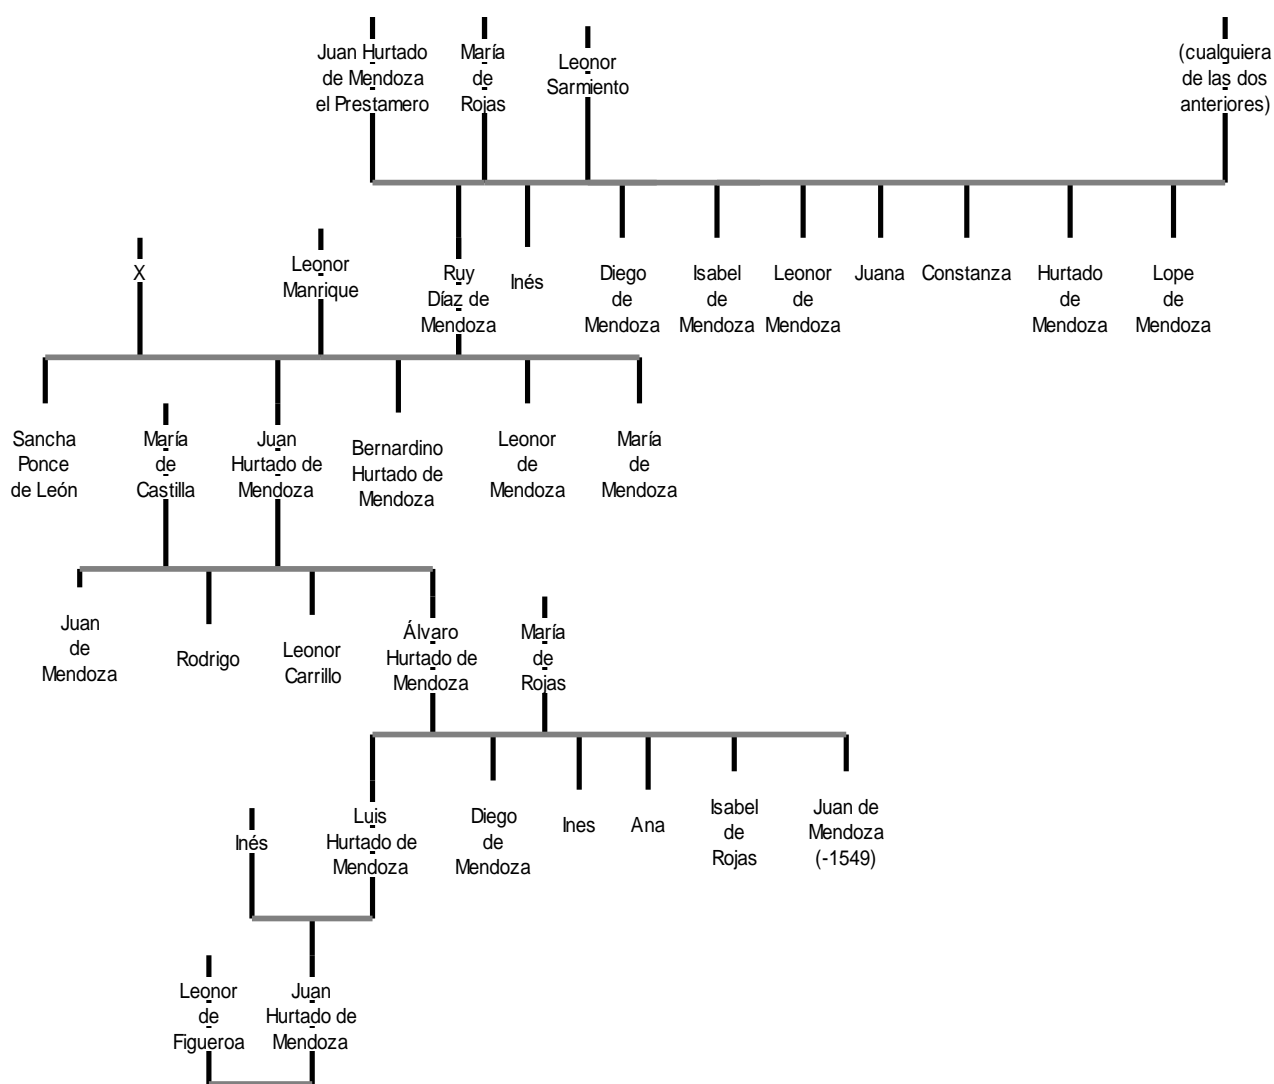 Juan Hurtado
de Mendoza
el Prestamero
María
de
Rojas
Leonor
Sarmiento
(cualquiera
de las dos
anteriores)
X
Leonor
Manrique
Ruy
Díaz de
Mendoza
Inés
Diego
de
Mendoza
Isabel
de
Mendoza
Leonor
de
Mendoza
Juana
Constanza
Hurtado
de
Mendoza
Lope
de
Mendoza
Sancha
Ponce
de León
María
de
Castilla
Juan
Hurtado de
Mendoza
Bernardino
Hurtado de
Mendoza
Leonor
de
Mendoza
María
de
Mendoza
Juan
de
Mendoza
Rodrigo
Leonor
Carrillo
Álvaro
Hurtado de
Mendoza
María
de
Rojas
Inés
Luis
Hurtado de
Mendoza
Diego
de
Mendoza
Ines
Ana
Isabel
de
Rojas
Juan de
Mendoza
(-1549)
Leonor
de
Figueroa
Juan
Hurtado de
Mendoza